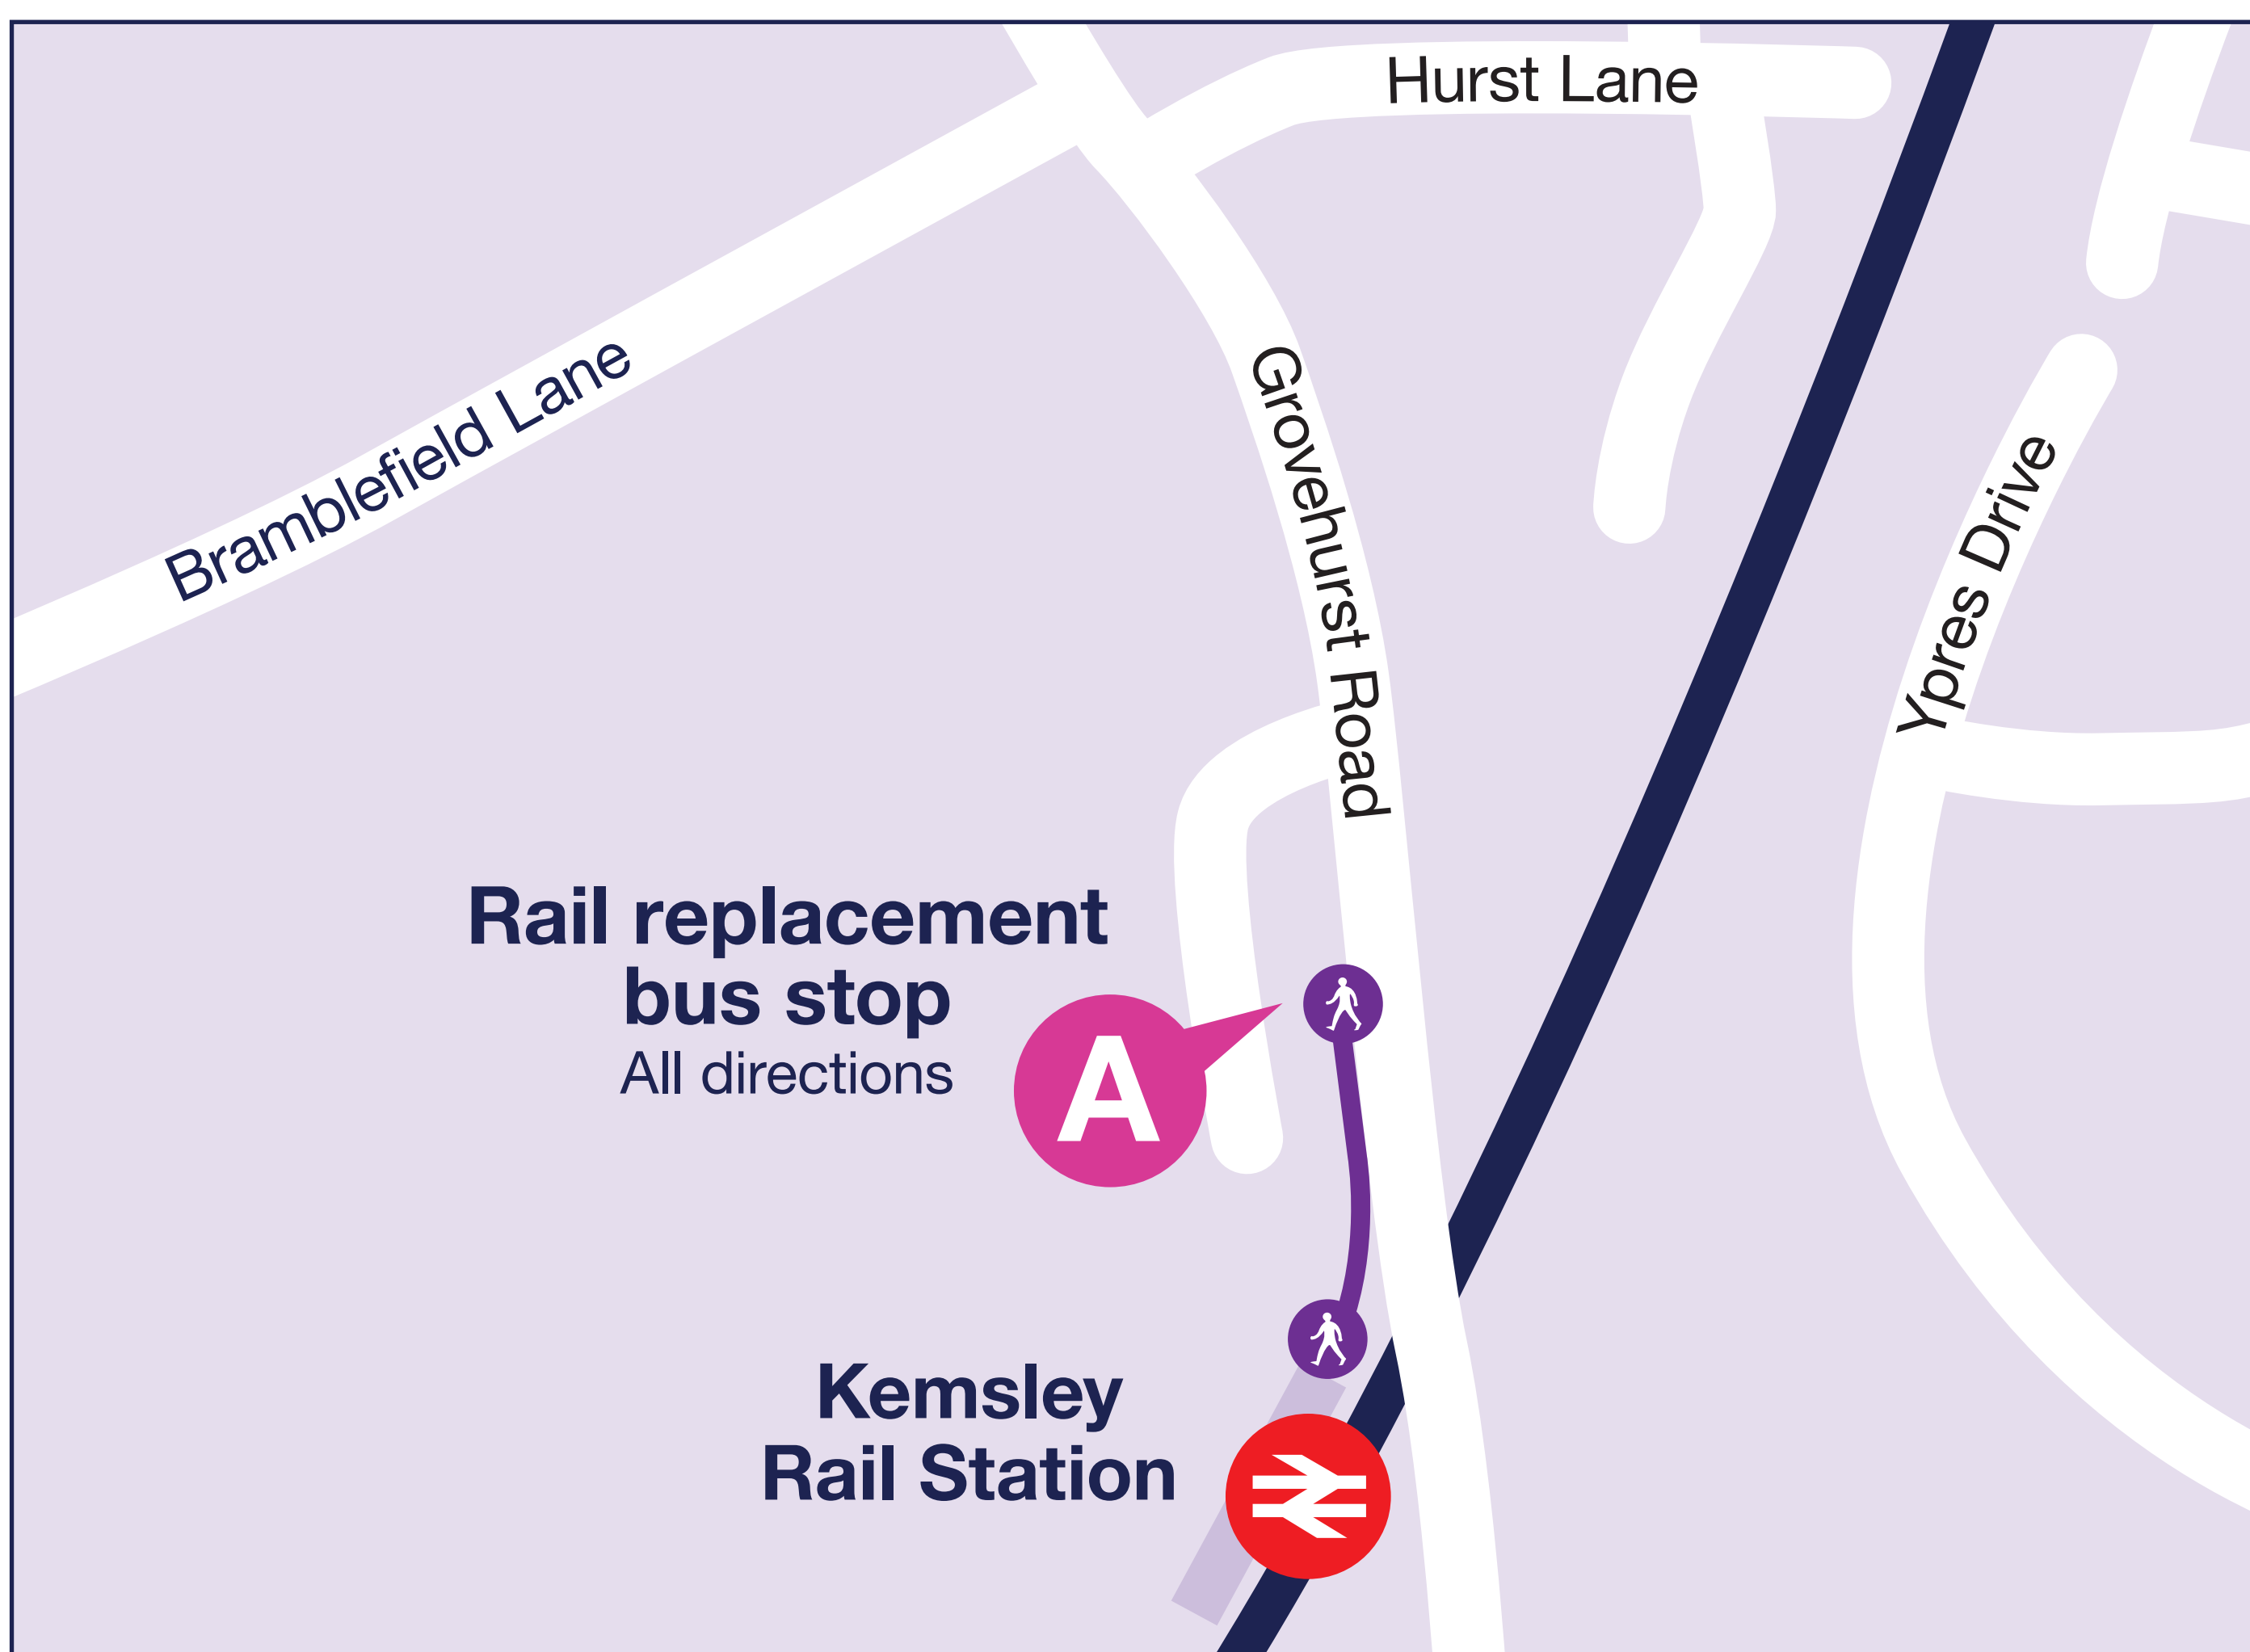 Hurst Lane
Bramblefield Lane
Grovehurst Road
Ypres Drive
Rail replacement
bus stop
All directions
A
Kemsley
Rail Station